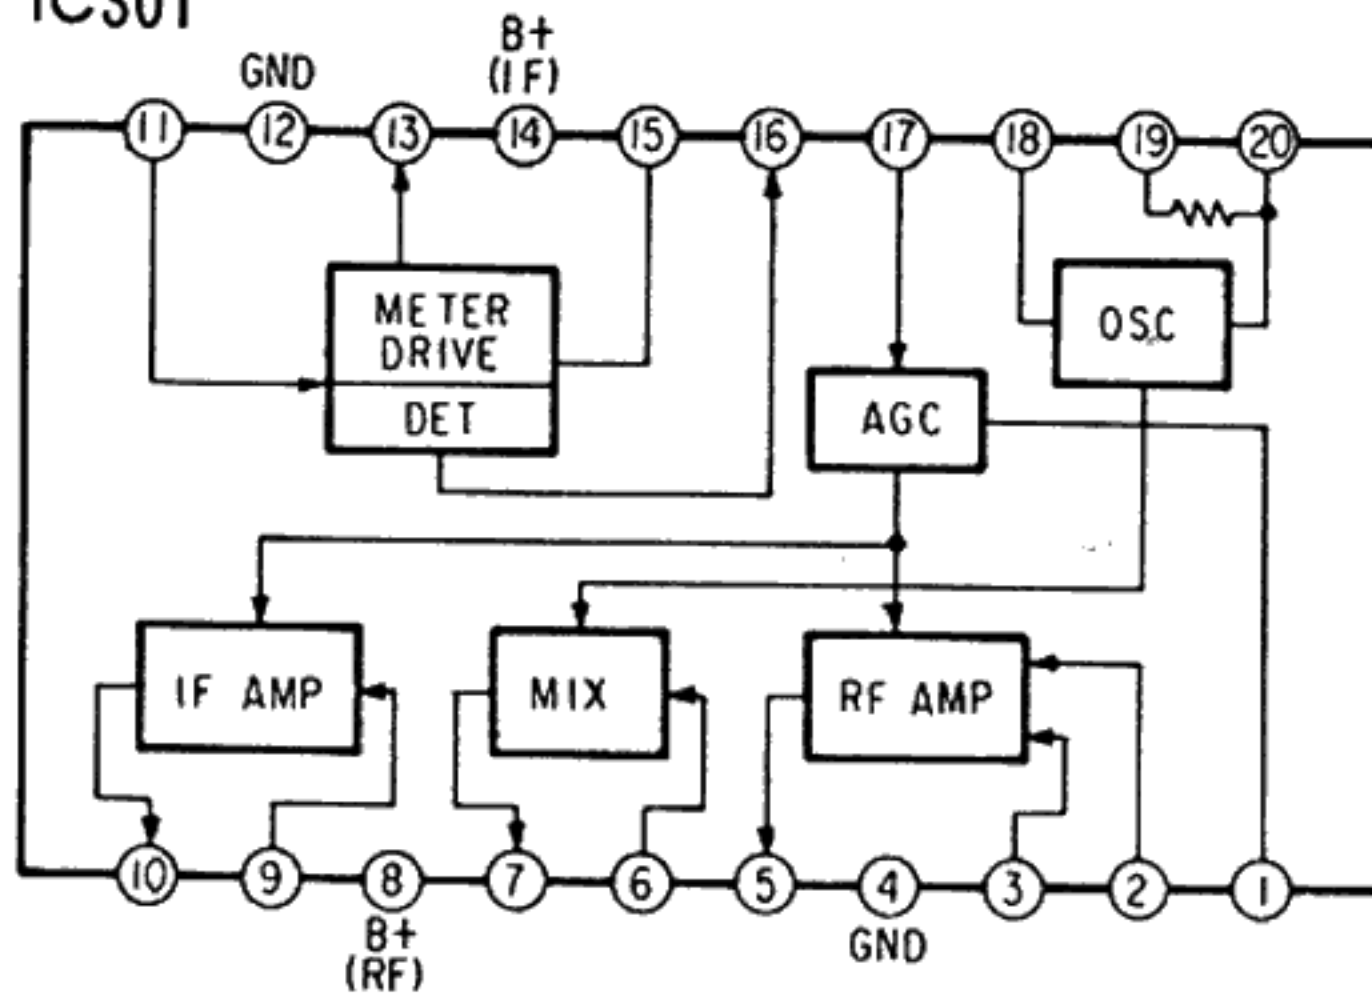 IC301
B+
GND
(IF)
11 12 13 14 15 16 17 18 19 20
METER
DRIVE
OSC
DET
AGC
IF AMP
MIX
RF AMP
10 9 8 7 6 5 4 3 2 1
B+
GND
(RF)